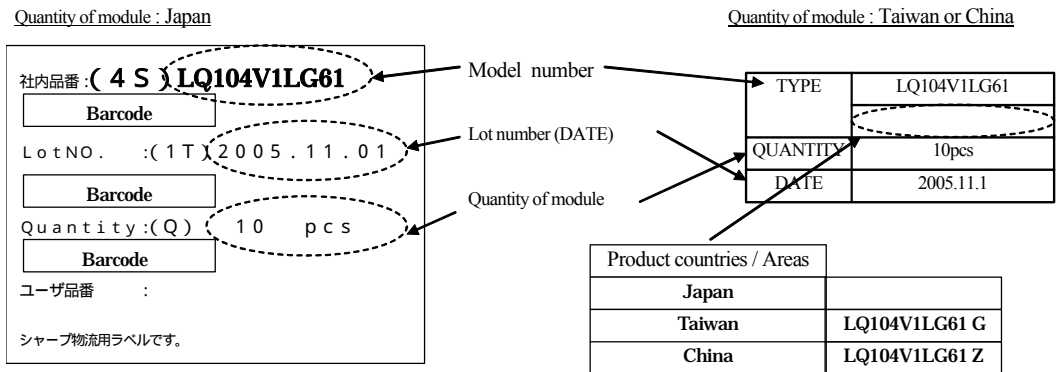 Quantity of module : Japan
Quantity of module : Taiwan or China
社内品番:(4S) LQ104V1LG61
Barcode
LotNO. :(1T)2005.11.01
Barcode
Quantity:(Q) 10 pcs
Barcode
ユーザ品番 :
シャープ物流用ラベルです。
Model number
Lot number (DATE)
Quantity of module
TYPE LQ104V1LG61
QUANTITY 10pcs
DATE 2005.11.1
Product countries / Areas
Japan
Taiwan LQ104V1LG61 G
China LQ104V1LG61 Z